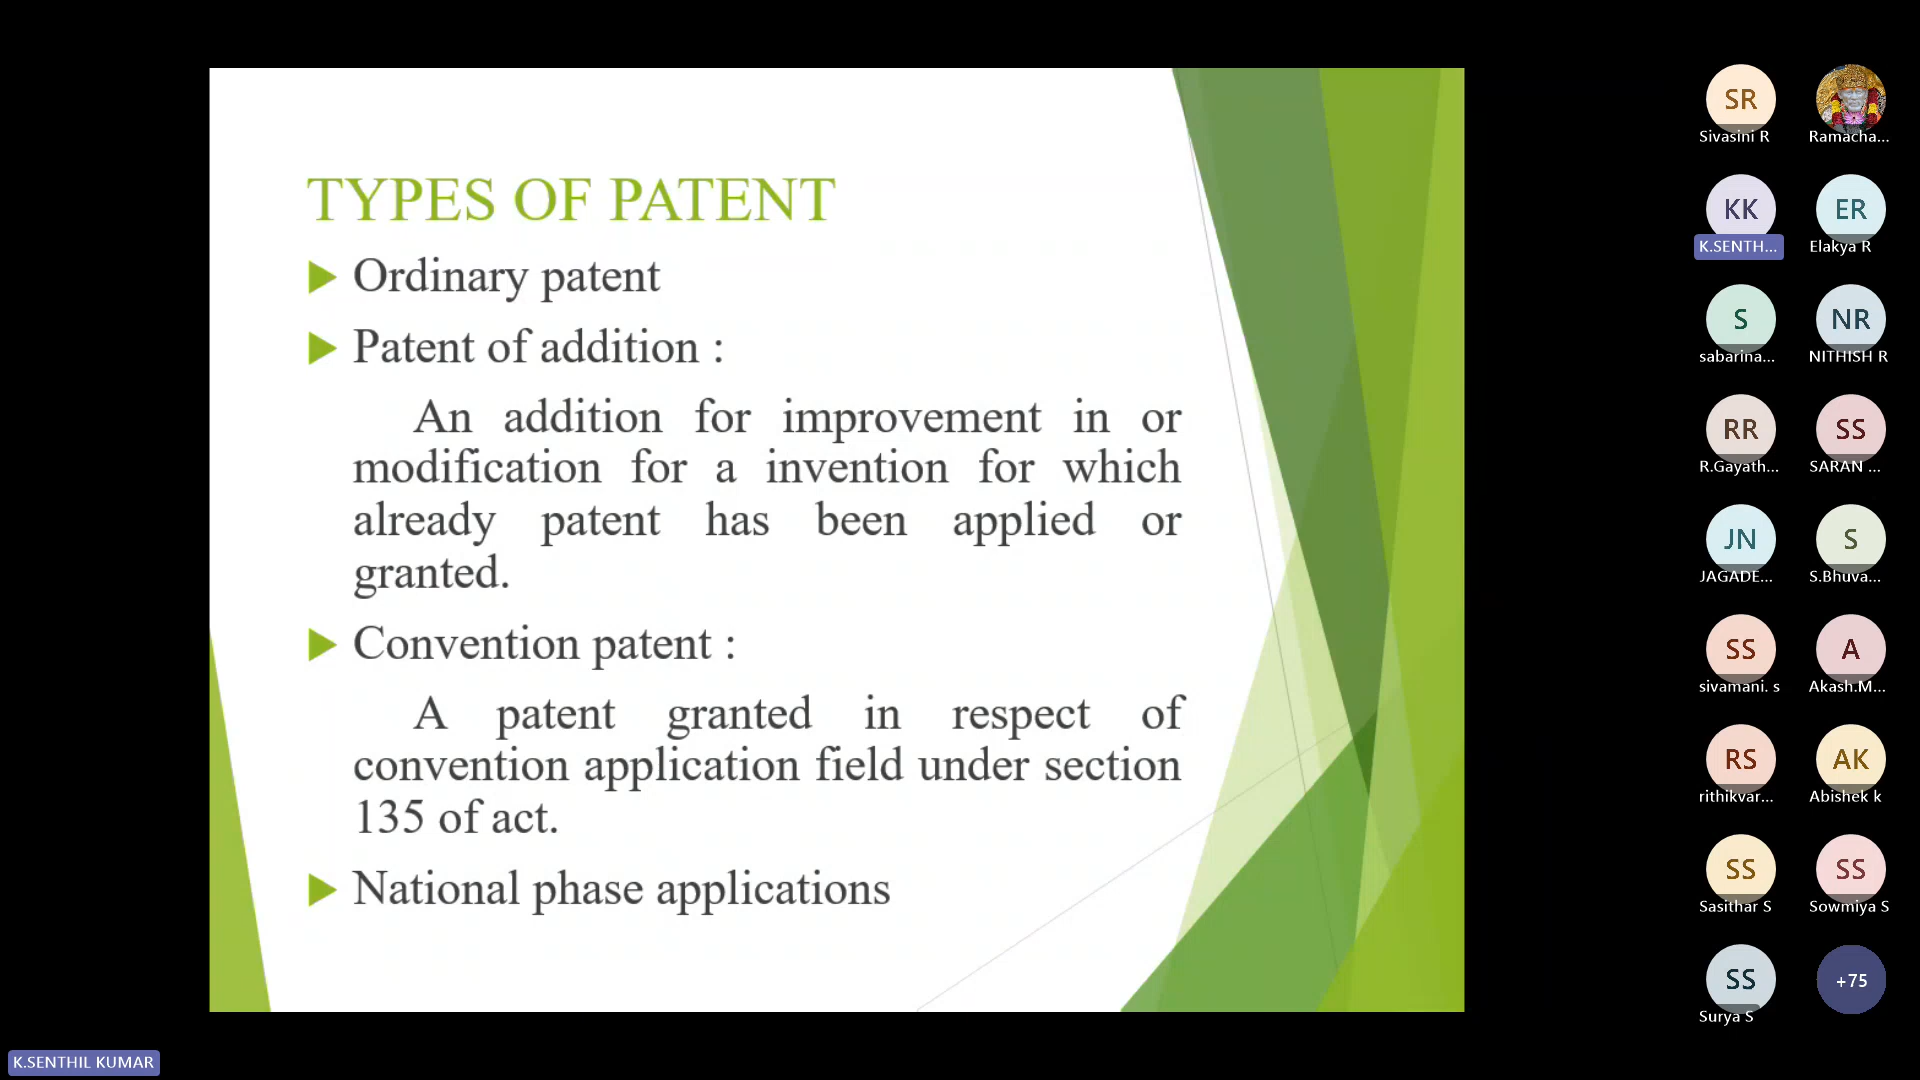 TYPES OF PATENT
Ordinary patent
Patent of addition :
An addition for improvement in or
modification for a invention for which
already patent has been applied or
granted.
Convention patent :
A patent granted in respect of
convention application field under section
135 of act.
National phase applications
SR
Sivasini R
Ramacha...
KK
K.SENTH...
ER
Elakya R
S
sabarina...
NR
NITHISH R
RR
R.Gayath...
SS
SARAN ...
JN
JAGADE...
S
S.Bhuva...
SS
sivamani. s
A
Akash.M...
RS
rithikvar...
AK
Abishek k
SS
Sasithar S
SS
Sowmiya S
SS
Surya S
+75
K.SENTHIL KUMAR